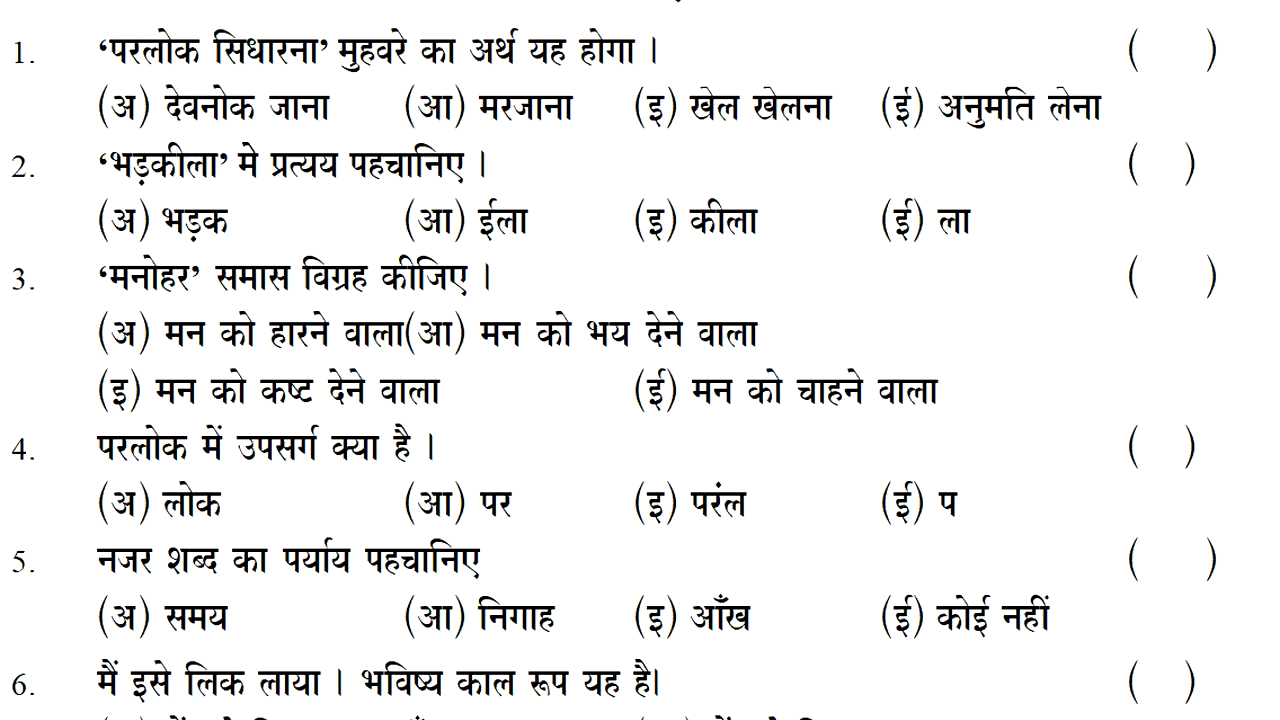 1. ‘परलोक सिधारना’ मुहवरे का अर्थ यह होगा । ( )
(अ) देवनोक जाना (आ) मरजाना (इ) खेल खेलना (ई) अनुमति लेना
2. ‘भड़कीला’ मे प्रत्यय पहचानिए । ( )
(अ) भड़क (आ) ईला (इ) कीला (ई) ला
3. ‘मनोहर’ समास विग्रह कीजिए । ( )
(अ) मन को हारने वाला(आ) मन को भय देने वाला
(इ) मन को कष्ट देने वाला (ई) मन को चाहने वाला
4. परलोक में उपसर्ग क्या है । ( )
(अ) लोक (आ) पर (इ) परंल (ई) प
5. नजर शब्द का पर्याय पहचानिए ( )
(अ) समय (आ) निगाह (इ) आँख (ई) कोई नहीं
6. मैं इसे लिक लाया । भविष्य काल रूप यह है। ( )